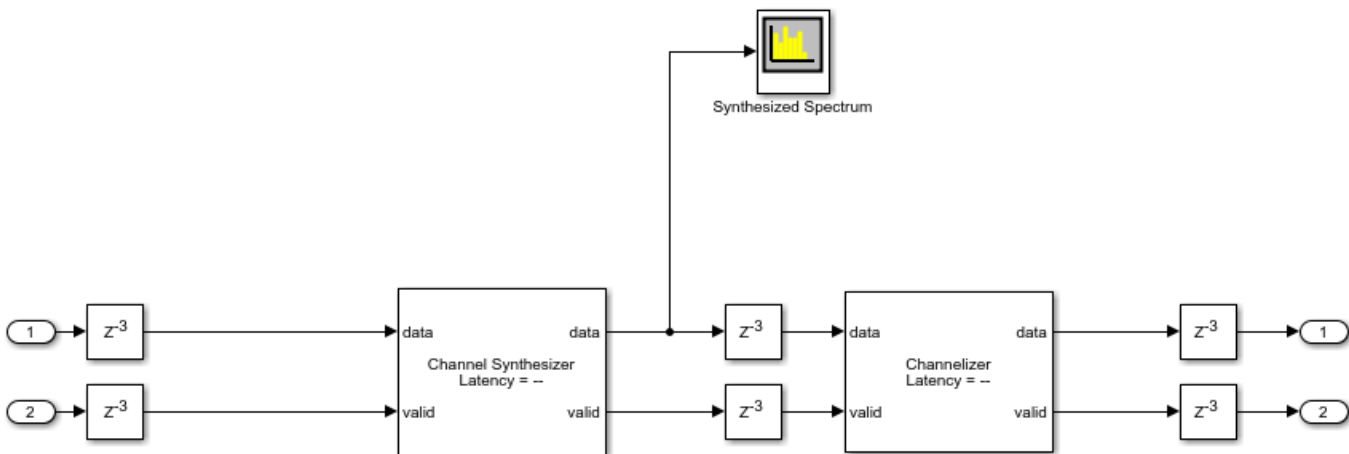 Synthesized Spectrum
1
Z-3
data
data
Z-3
data
data
Z-3
1
Channel Synthesizer
Latency = --
Channelizer
Latency = --
2
Z-3
valid
valid
Z-3
valid
valid
Z-3
2